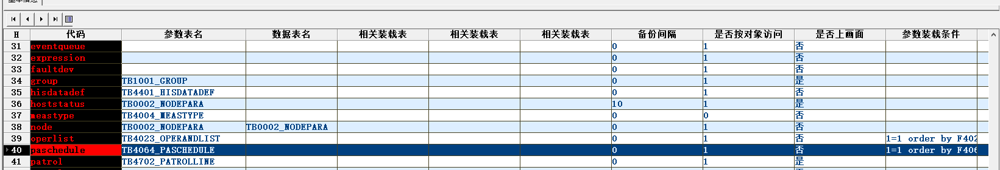 基本信息
H 代码 参数表名 数据表名 相关装载表 相关装载表 相关装载表 备份间隔 是否按对象访问 是否上画面 参数装载条件
31 eventqueue 0 1 否
32 expression 0 1 否
33 faultdev 0 1 否
34 group TB1001_GROUP 0 1 是
35 hisdatadef TB4401_HISDATADEF 0 1 否
36 hoststatus TB0002_NODEPARA 10 1 是
37 meastype TB4004_MEASTYPE 0 0 否
38 node TB0002_NODEPARA TB0002_NODEPARA 0 1 否
39 operlist TB4023_OPERANDLIST 0 1 否 1=1 order by F402
40 paschedule TB4064_PASCHEDULE 0 1 否 1=1 order by F406
41 patrol TB4702_PATROLLINE 0 1 是